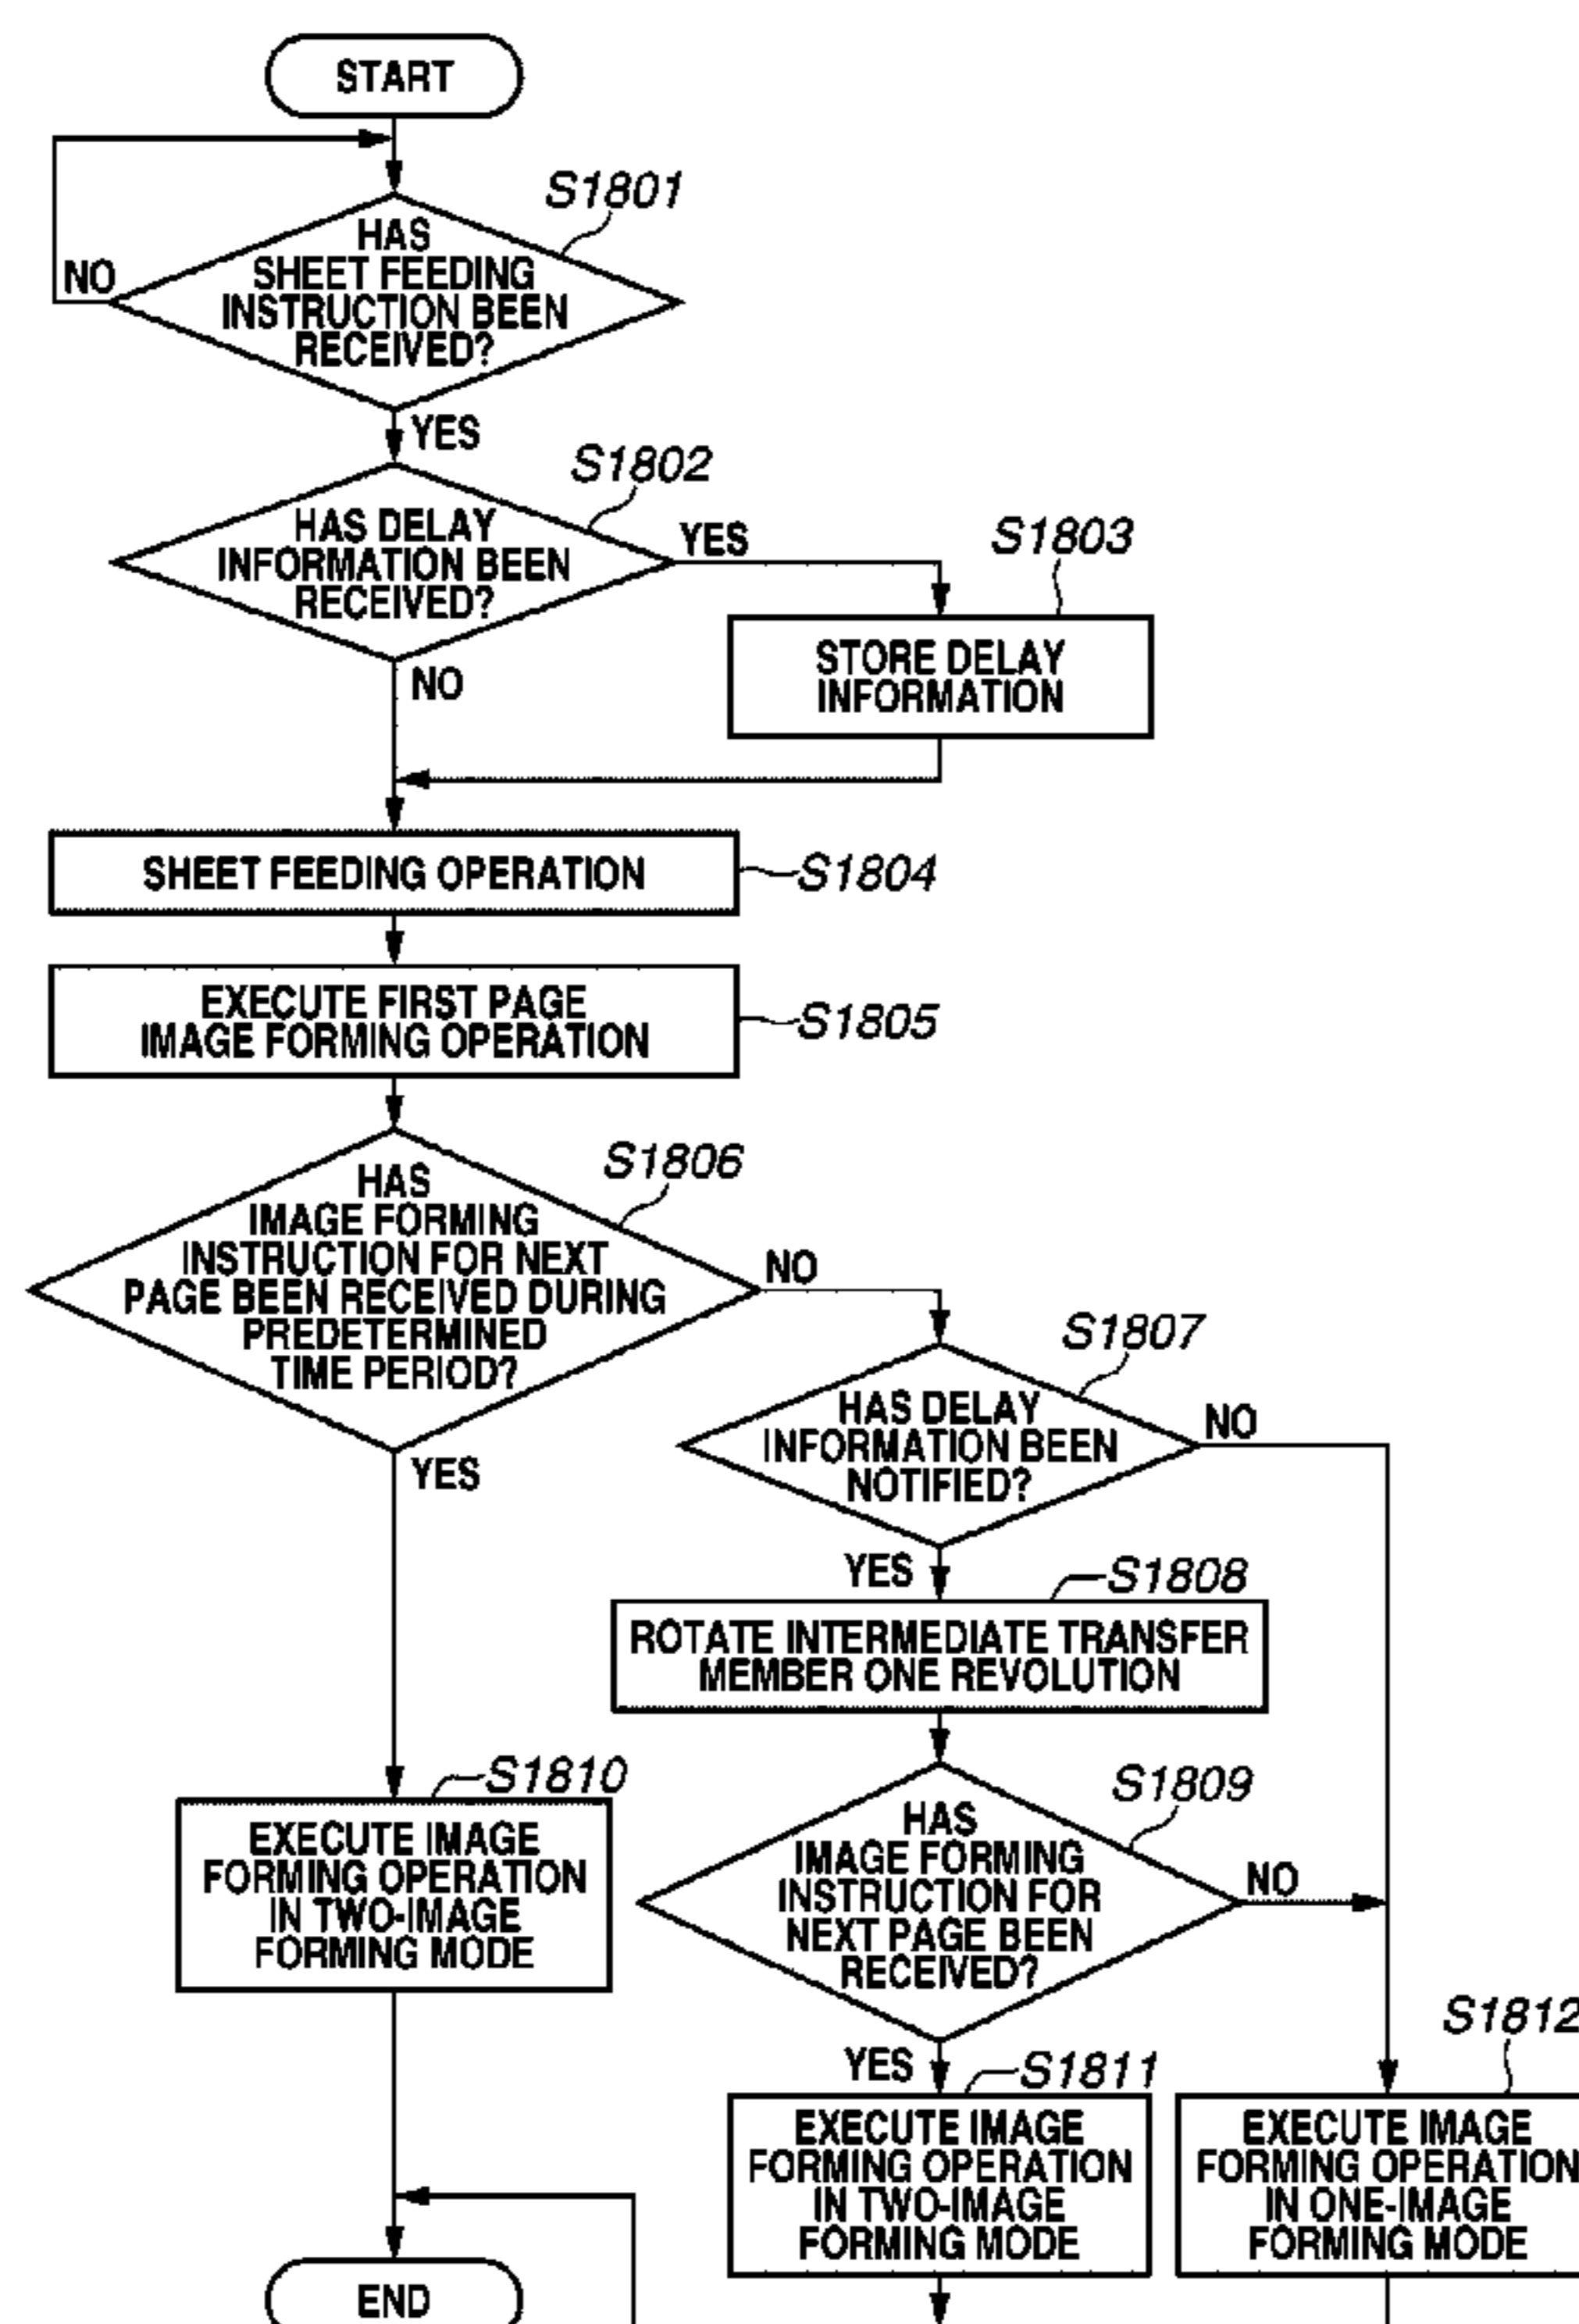 START
S1801
HAS
SHEET FEEDING
INSTRUCTION BEEN
RECEIVED?
NO
YES
S1802
HAS DELAY
INFORMATION BEEN
RECEIVED?
YES
NO
S1803
STORE DELAY
INFORMATION
SHEET FEEDING OPERATION
S1804
EXECUTE FIRST PAGE
IMAGE FORMING OPERATION
S1805
S1806
HAS
IMAGE FORMING
INSTRUCTION FOR NEXT
PAGE BEEN RECEIVED DURING
PREDETERMINED
TIME PERIOD?
NO
YES
S1807
HAS DELAY
INFORMATION BEEN
NOTIFIED?
NO
YES
S1808
ROTATE INTERMEDIATE TRANSFER
MEMBER ONE REVOLUTION
S1809
HAS
IMAGE FORMING
INSTRUCTION FOR
NEXT PAGE BEEN
RECEIVED?
NO
YES
S1810
EXECUTE IMAGE
FORMING OPERATION
IN TWO-IMAGE
FORMING MODE
S1811
EXECUTE IMAGE
FORMING OPERATION
IN TWO-IMAGE
FORMING MODE
S1812
EXECUTE IMAGE
FORMING OPERATION
IN ONE-IMAGE
FORMING MODE
END